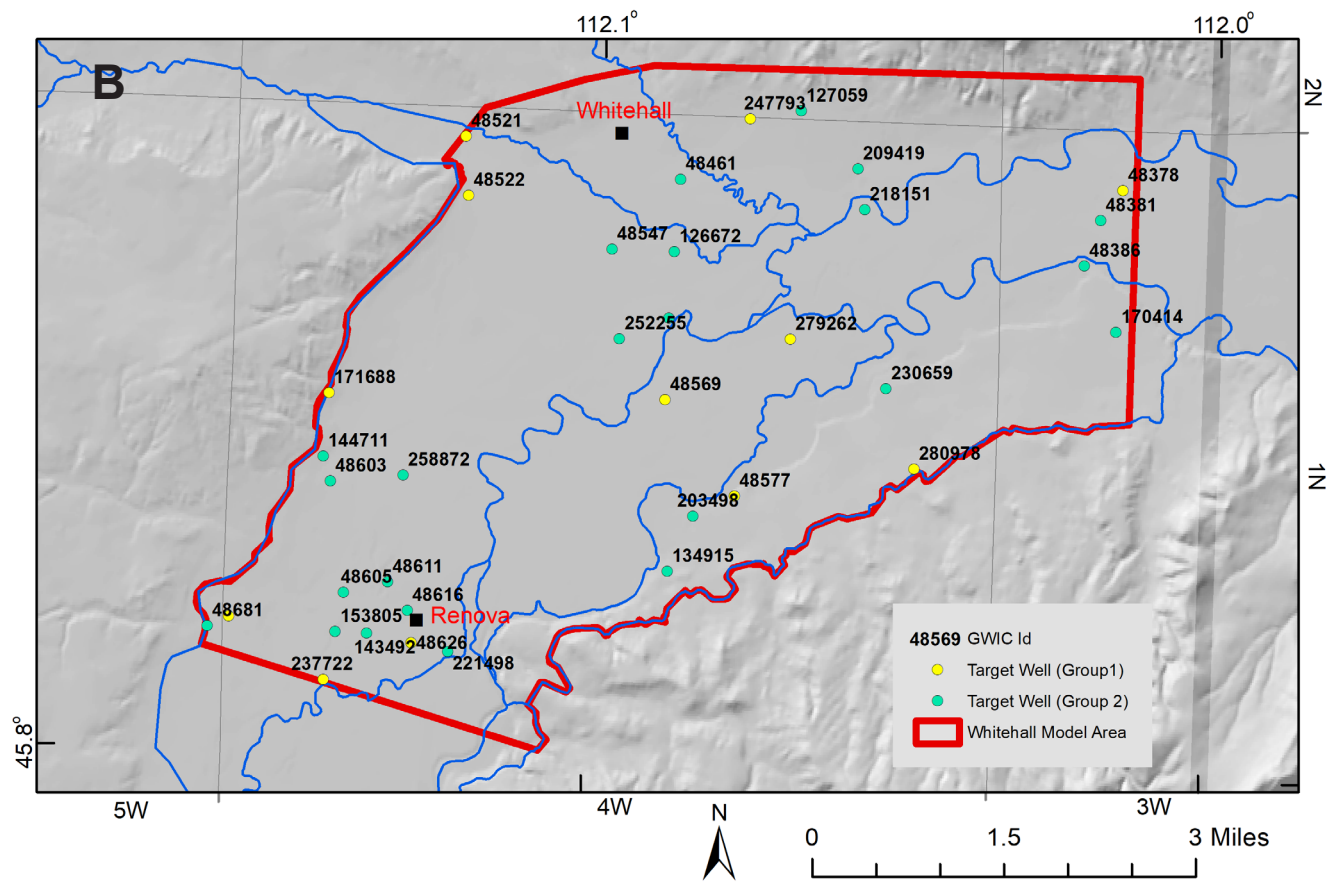 112.1°
112.0°
B
2N
Whitehall
247793
127059
48521
209419
48461
48378
48522
218151
48381
48547
126672
48386
252255
279262
170414
171688
230659
48569
144711
258872
280978
48603
48577
1N
203498
134915
48611
48605
48616
48681
153805
Renova
143492
48626
237722
221498
48569 GWIC Id
Target Well (Group1)
Target Well (Group 2)
Whitehall Model Area
45.8°
5W
4W
3W
N
0
1.5
3 Miles